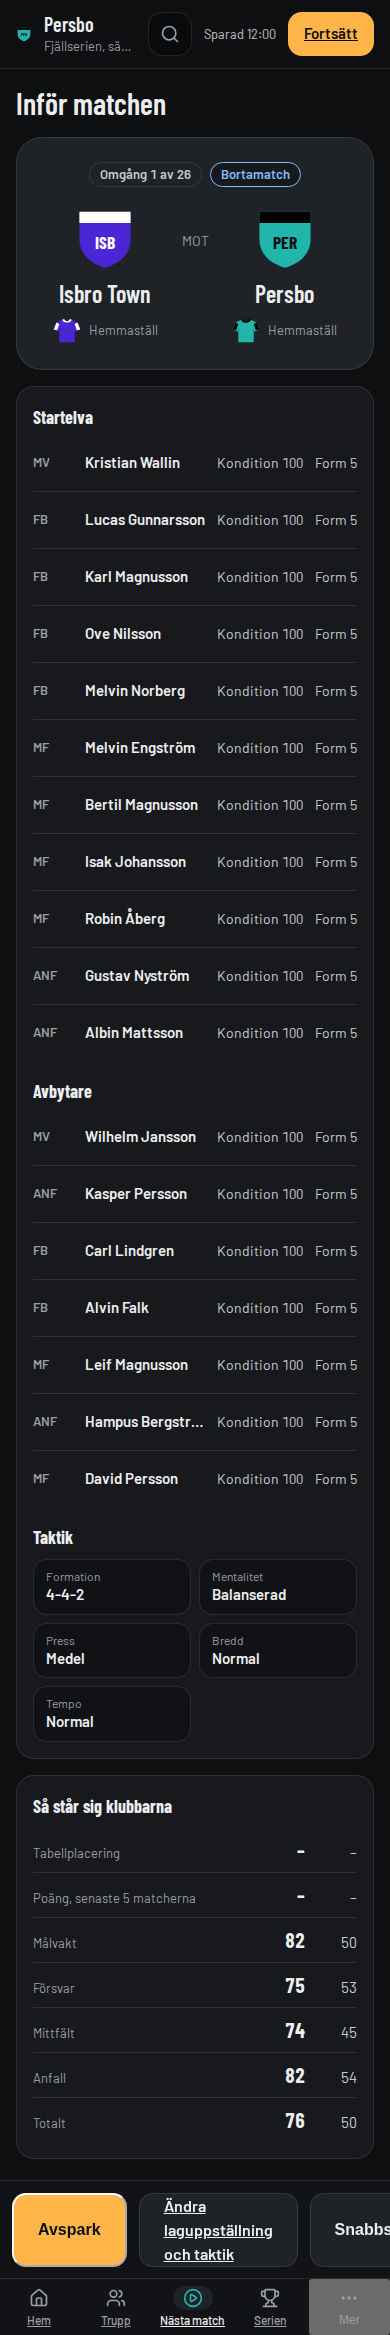 Persbo
Fjällserien, sä...
Sparad 12:00
Fortsätt
Inför matchen
Omgång 1 av 26
Bortamatch
ISB
MOT
PER
Isbro Town
Persbo
Hemmaställ
Hemmaställ
Startelva
MV Kristian Wallin Kondition 100 Form 5
FB Lucas Gunnarsson Kondition 100 Form 5
FB Karl Magnusson Kondition 100 Form 5
FB Ove Nilsson Kondition 100 Form 5
FB Melvin Norberg Kondition 100 Form 5
MF Melvin Engström Kondition 100 Form 5
MF Bertil Magnusson Kondition 100 Form 5
MF Isak Johansson Kondition 100 Form 5
MF Robin Åberg Kondition 100 Form 5
ANF Gustav Nyström Kondition 100 Form 5
ANF Albin Mattsson Kondition 100 Form 5
Avbytare
MV Wilhelm Jansson Kondition 100 Form 5
ANF Kasper Persson Kondition 100 Form 5
FB Carl Lindgren Kondition 100 Form 5
FB Alvin Falk Kondition 100 Form 5
MF Leif Magnusson Kondition 100 Form 5
ANF Hampus Bergstr... Kondition 100 Form 5
MF David Persson Kondition 100 Form 5
Taktik
Formation
4-4-2
Mentalitet
Balanserad
Press
Medel
Bredd
Normal
Tempo
Normal
Så står sig klubbarna
Tabellplacering – –
Poäng, senaste 5 matcherna – –
Målvakt 82 50
Försvar 75 53
Mittfält 74 45
Anfall 82 54
Totalt 76 50
Avspark
Ändra
laguppställning
och taktik
Snabbs
Hem
Trupp
Nästa match
Serien
Mer